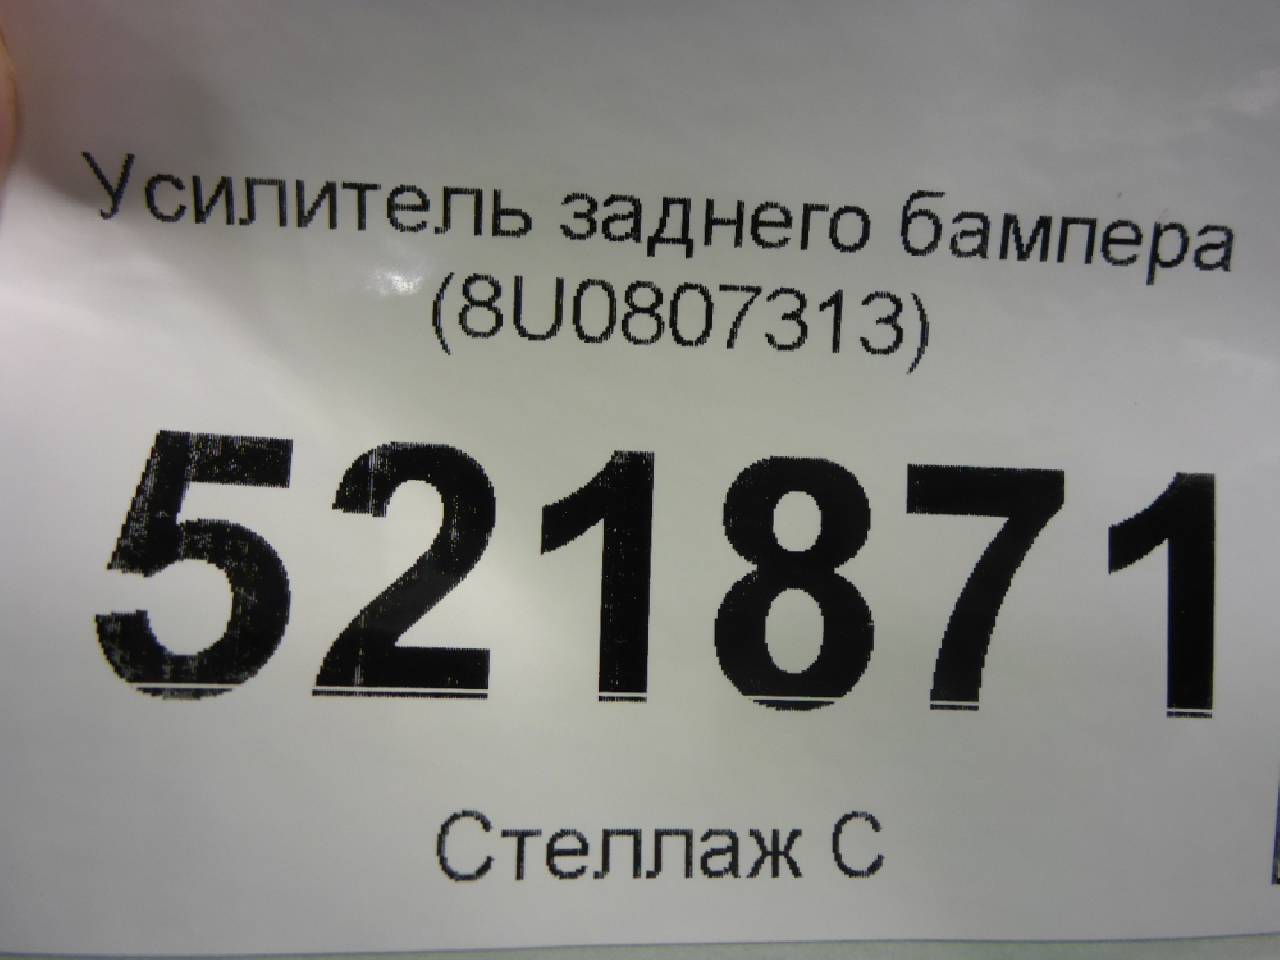 Усилитель заднего бампера
(8U0807313)
521871
Стеллаж С